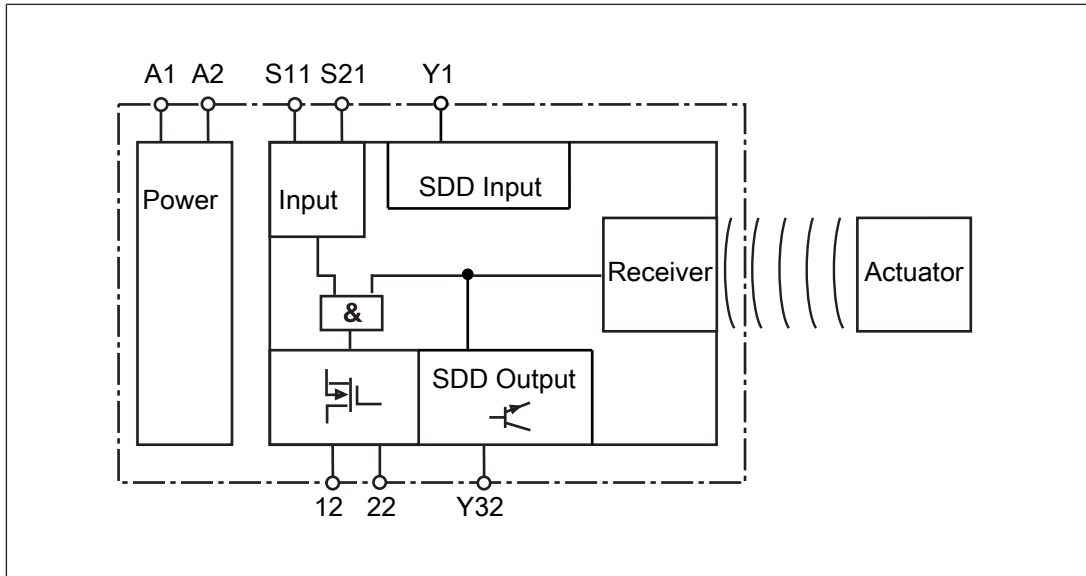 A1 A2 S11 S21 Y1
Power
Input
SDD Input
Receiver
Actuator
&
SDD Output
12 22 Y32